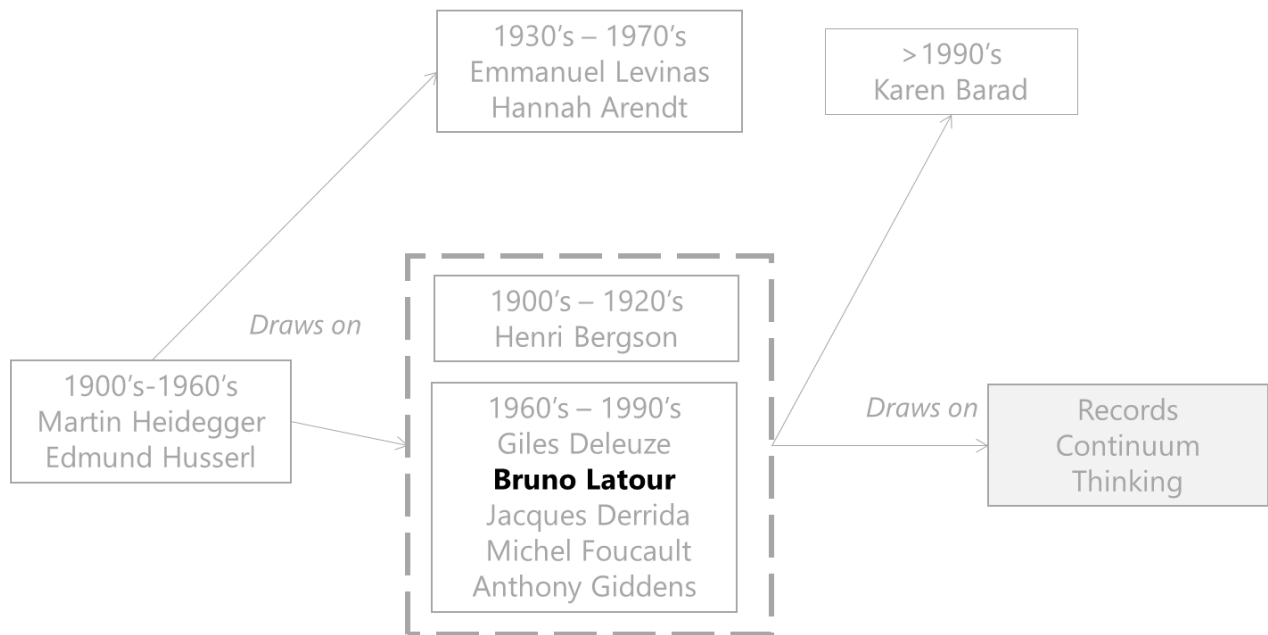 1930’s – 1970’s
Emmanuel Levinas
Hannah Arendt
>1990’s
Karen Barad
Draws on
1900’s – 1920’s
Henri Bergson
1900’s-1960’s
Martin Heidegger
Edmund Husserl
1960’s – 1990’s
Giles Deleuze
Bruno Latour
Jacques Derrida
Michel Foucault
Anthony Giddens
Draws on
Records
Continuum
Thinking